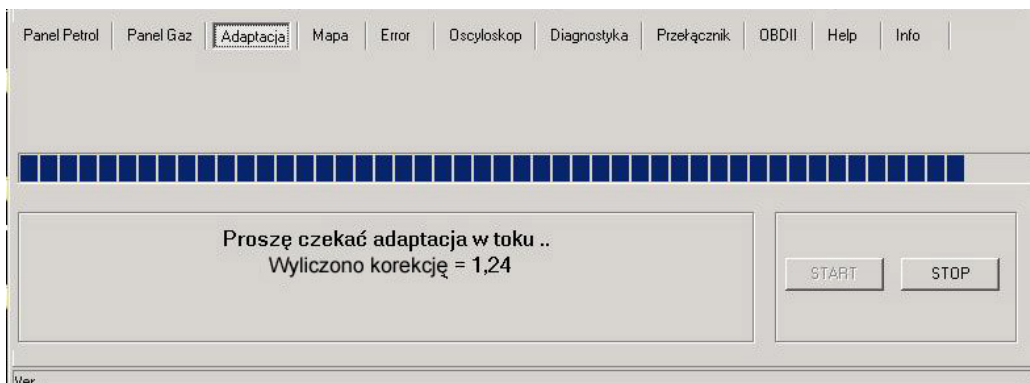 Panel Petrol Panel Gaz Adaptacja Mapa Error Oscyloskop Diagnostyka Przełącznik OBDII Help Info
Proszę czekać adaptacja w toku ..
Wyliczono korekcję = 1,24
START STOP
Ver